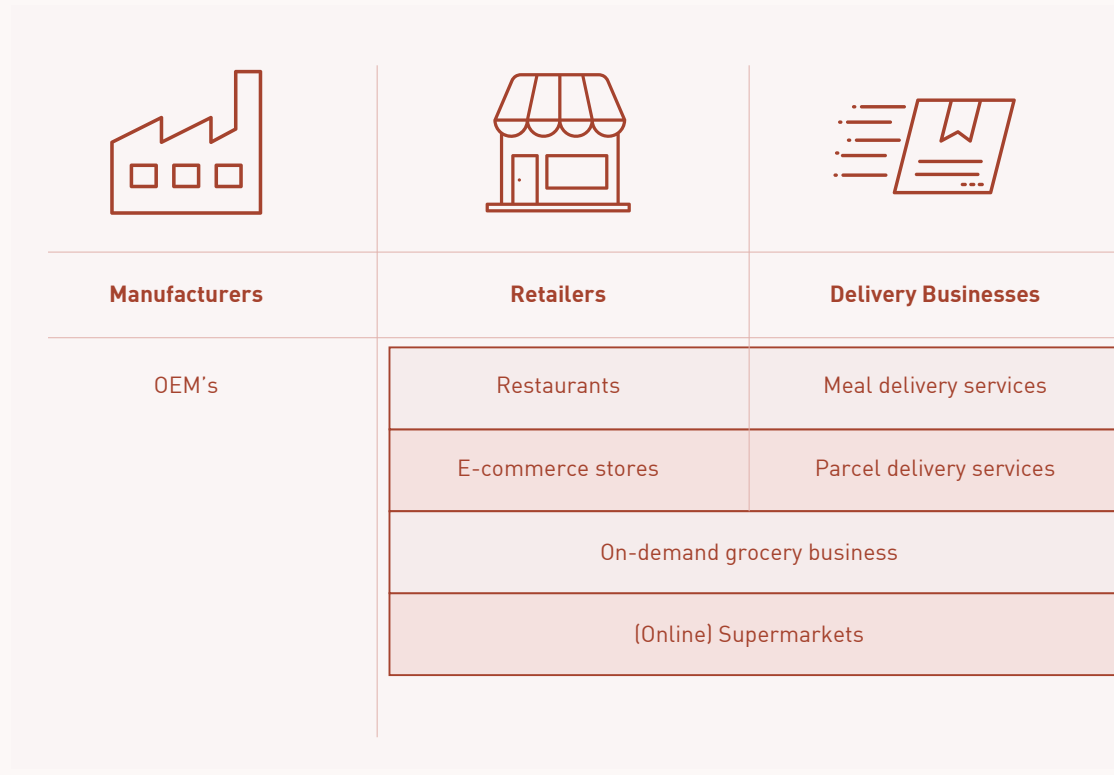 Manufacturers
Retailers
Delivery Businesses
OEM’s
Restaurants
Meal delivery services
E-commerce stores
Parcel delivery services
On-demand grocery business
(Online) Supermarkets